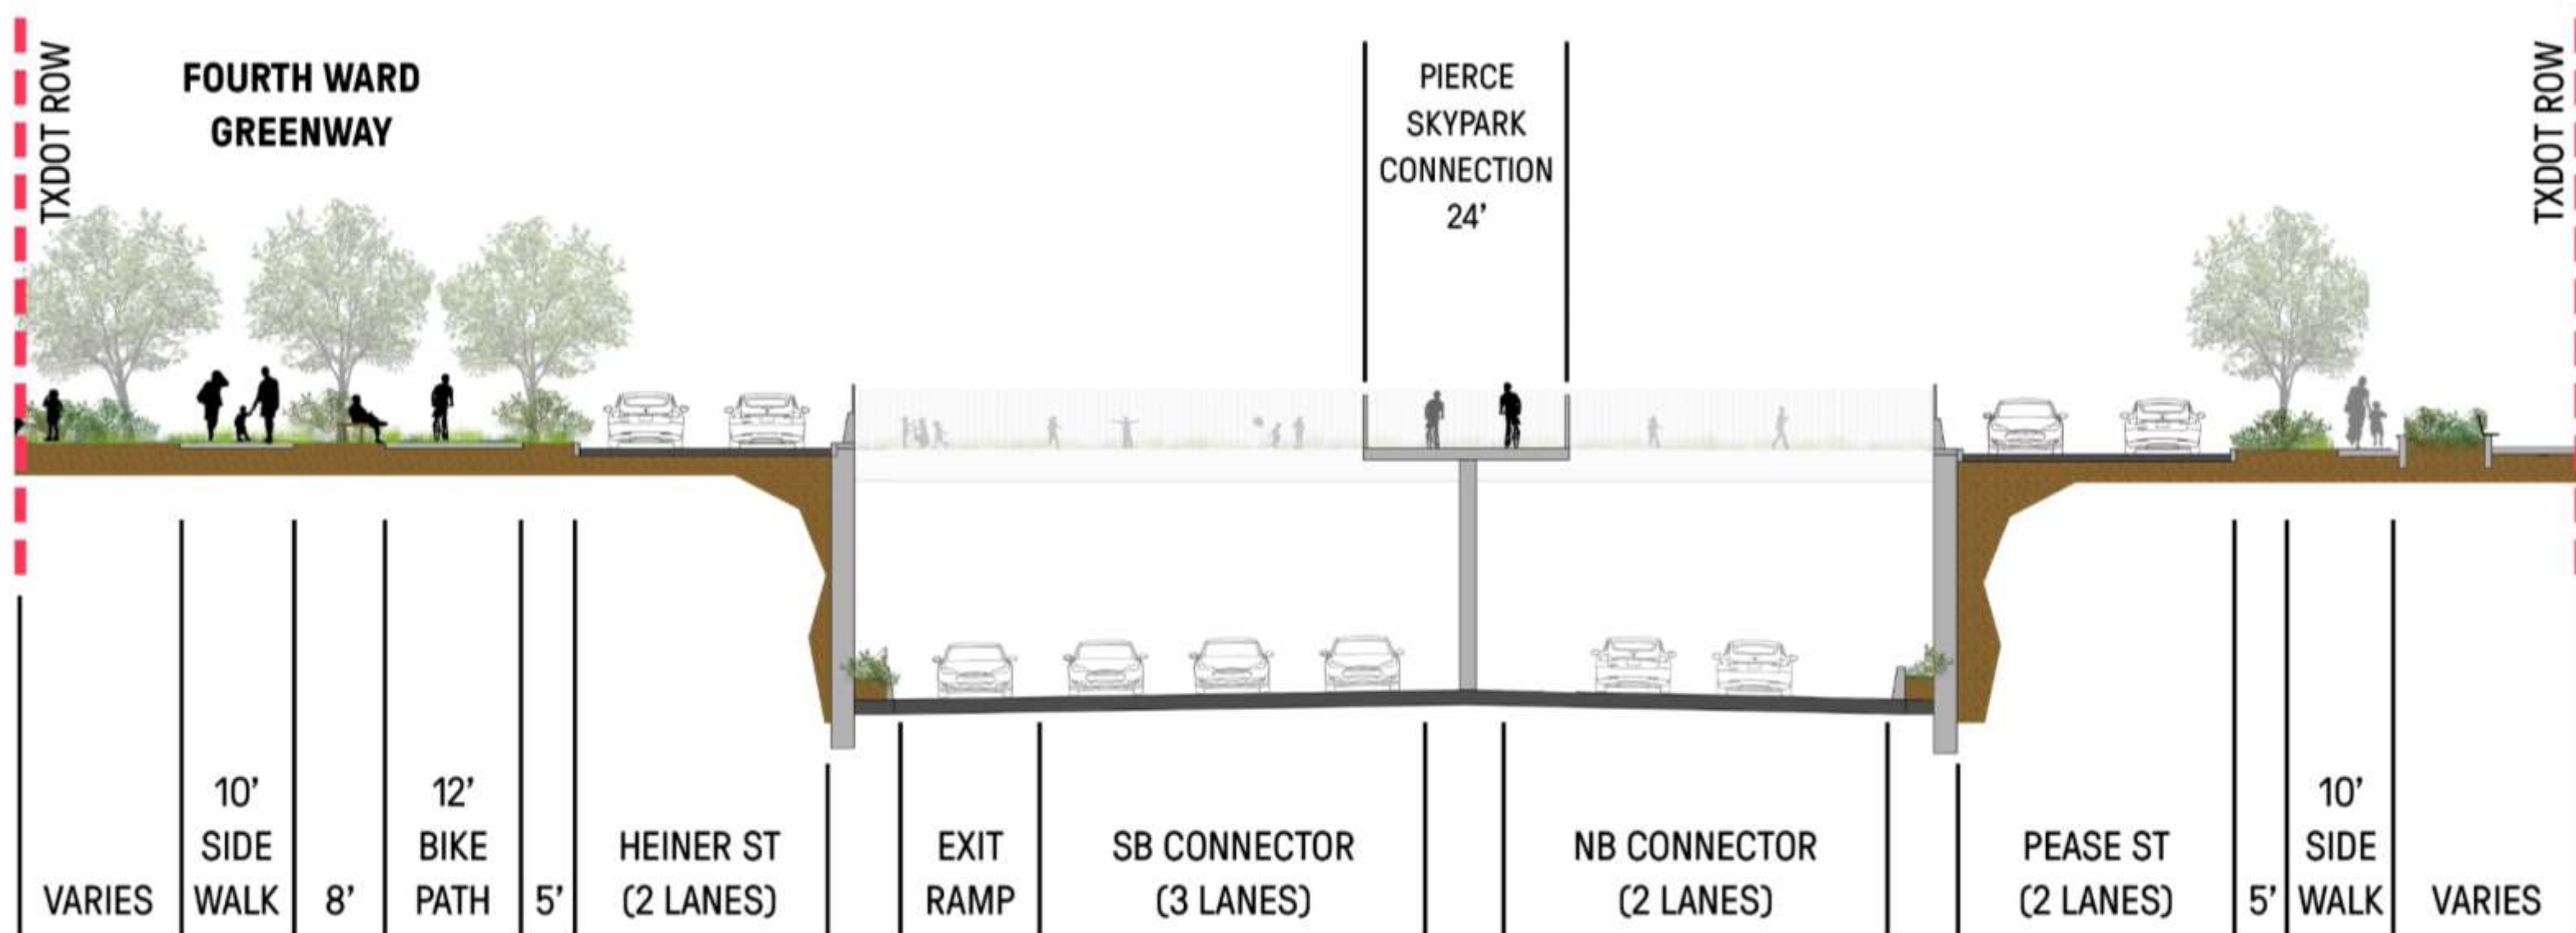 TXDOT ROW
FOURTH WARD
GREENWAY
PIERCE
SKYPARK
CONNECTION
24’
TXDOT ROW
VARIES
10’
SIDE
WALK
8’
12’
BIKE
PATH
5’
HEINER ST
(2 LANES)
EXIT
RAMP
SB CONNECTOR
(3 LANES)
NB CONNECTOR
(2 LANES)
PEASE ST
(2 LANES)
5’
10’
SIDE
WALK
VARIES